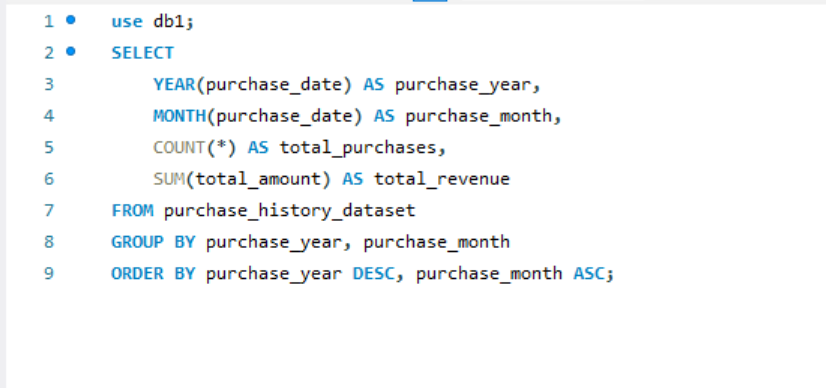 1 use db1;
2 SELECT
3 YEAR(purchase_date) AS purchase_year,
4 MONTH(purchase_date) AS purchase_month,
5 COUNT(*) AS total_purchases,
6 SUM(total_amount) AS total_revenue
7 FROM purchase_history_dataset
8 GROUP BY purchase_year, purchase_month
9 ORDER BY purchase_year DESC, purchase_month ASC;